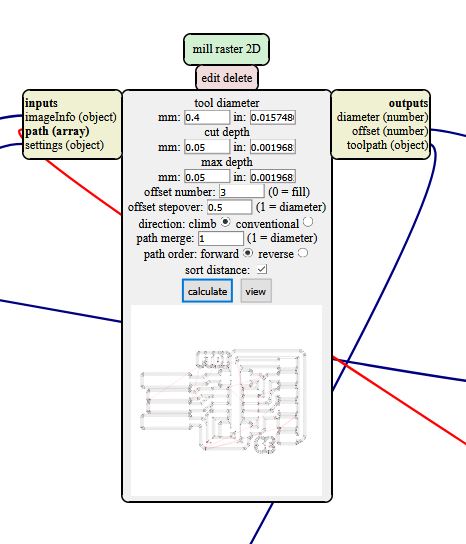 mill raster 2D
edit delete
inputs
imageInfo (object)
path (array)
settings (object)
tool diameter
mm: 0.4 in: 0.015748
cut depth
mm: 0.05 in: 0.001968
max depth
mm: 0.05 in: 0.001968
offset number: 3 (0 = fill)
offset stepover: 0.5 (1 = diameter)
direction: climb conventional
path merge: 1 (1 = diameter)
path order: forward reverse
sort distance:
calculate view
outputs
diameter (number)
offset (number)
toolpath (object)